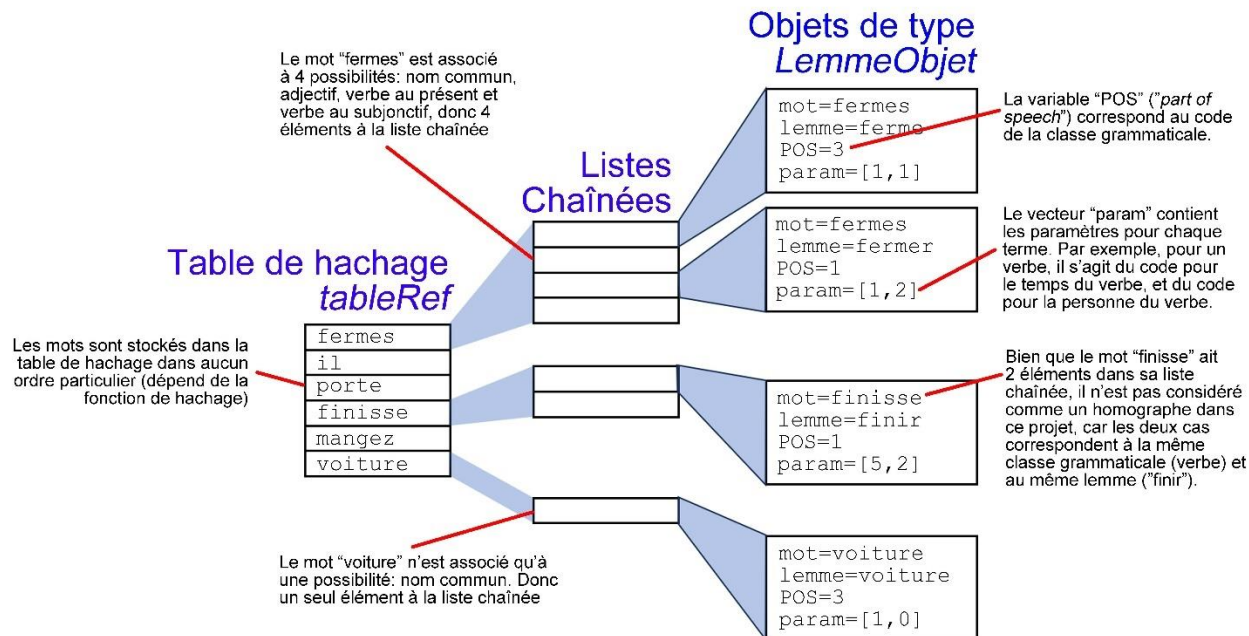 Objets de type
LemmeObjet
Le mot “fermes” est associé
à 4 possibilités: nom commun,
adjectif, verbe au présent et
verbe au subjonctif, donc 4
éléments à la liste chaînée
mot=fermes
lemme=ferme
POS=3
param=[1,1]
La variable “POS” (”part of
speech”) correspond au code
de la classe grammaticale.
Listes
Chaînées
mot=fermes
lemme=fermer
POS=1
param=[1,2]
Le vecteur “param” contient
les paramètres pour chaque
terme. Par exemple, pour un
verbe, il s’agit du code pour
le temps du verbe, et du code
pour la personne du verbe.
Table de hachage
tableRef
Les mots sont stockés dans la
table de hachage dans aucun
ordre particulier (dépend de la
fonction de hachage)
fermes
il
porte
finisse
mangez
voiture
mot=finisse
lemme=finir
POS=1
param=[5,2]
Bien que le mot “finisse” ait
2 éléments dans sa liste
chaînée, il n’est pas considéré
comme un homographe dans
ce projet, car les deux cas
correspondent à la même
classe grammaticale (verbe) et
au même lemme (”finir”).
Le mot “voiture” n’est associé qu’à
une possibilité: nom commun. Donc
un seul élément à la liste chaînée
mot=voiture
lemme=voiture
POS=3
param=[1,0]